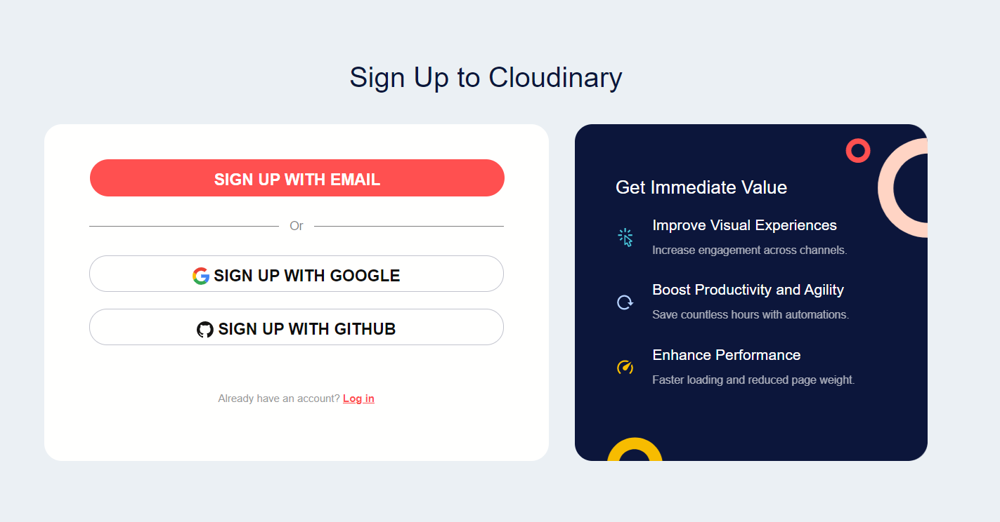 Sign Up to Cloudinary
SIGN UP WITH EMAIL
Or
SIGN UP WITH GOOGLE
SIGN UP WITH GITHUB
Already have an account? Log in
Get Immediate Value
Improve Visual Experiences
Increase engagement across channels.
Boost Productivity and Agility
Save countless hours with automations.
Enhance Performance
Faster loading and reduced page weight.